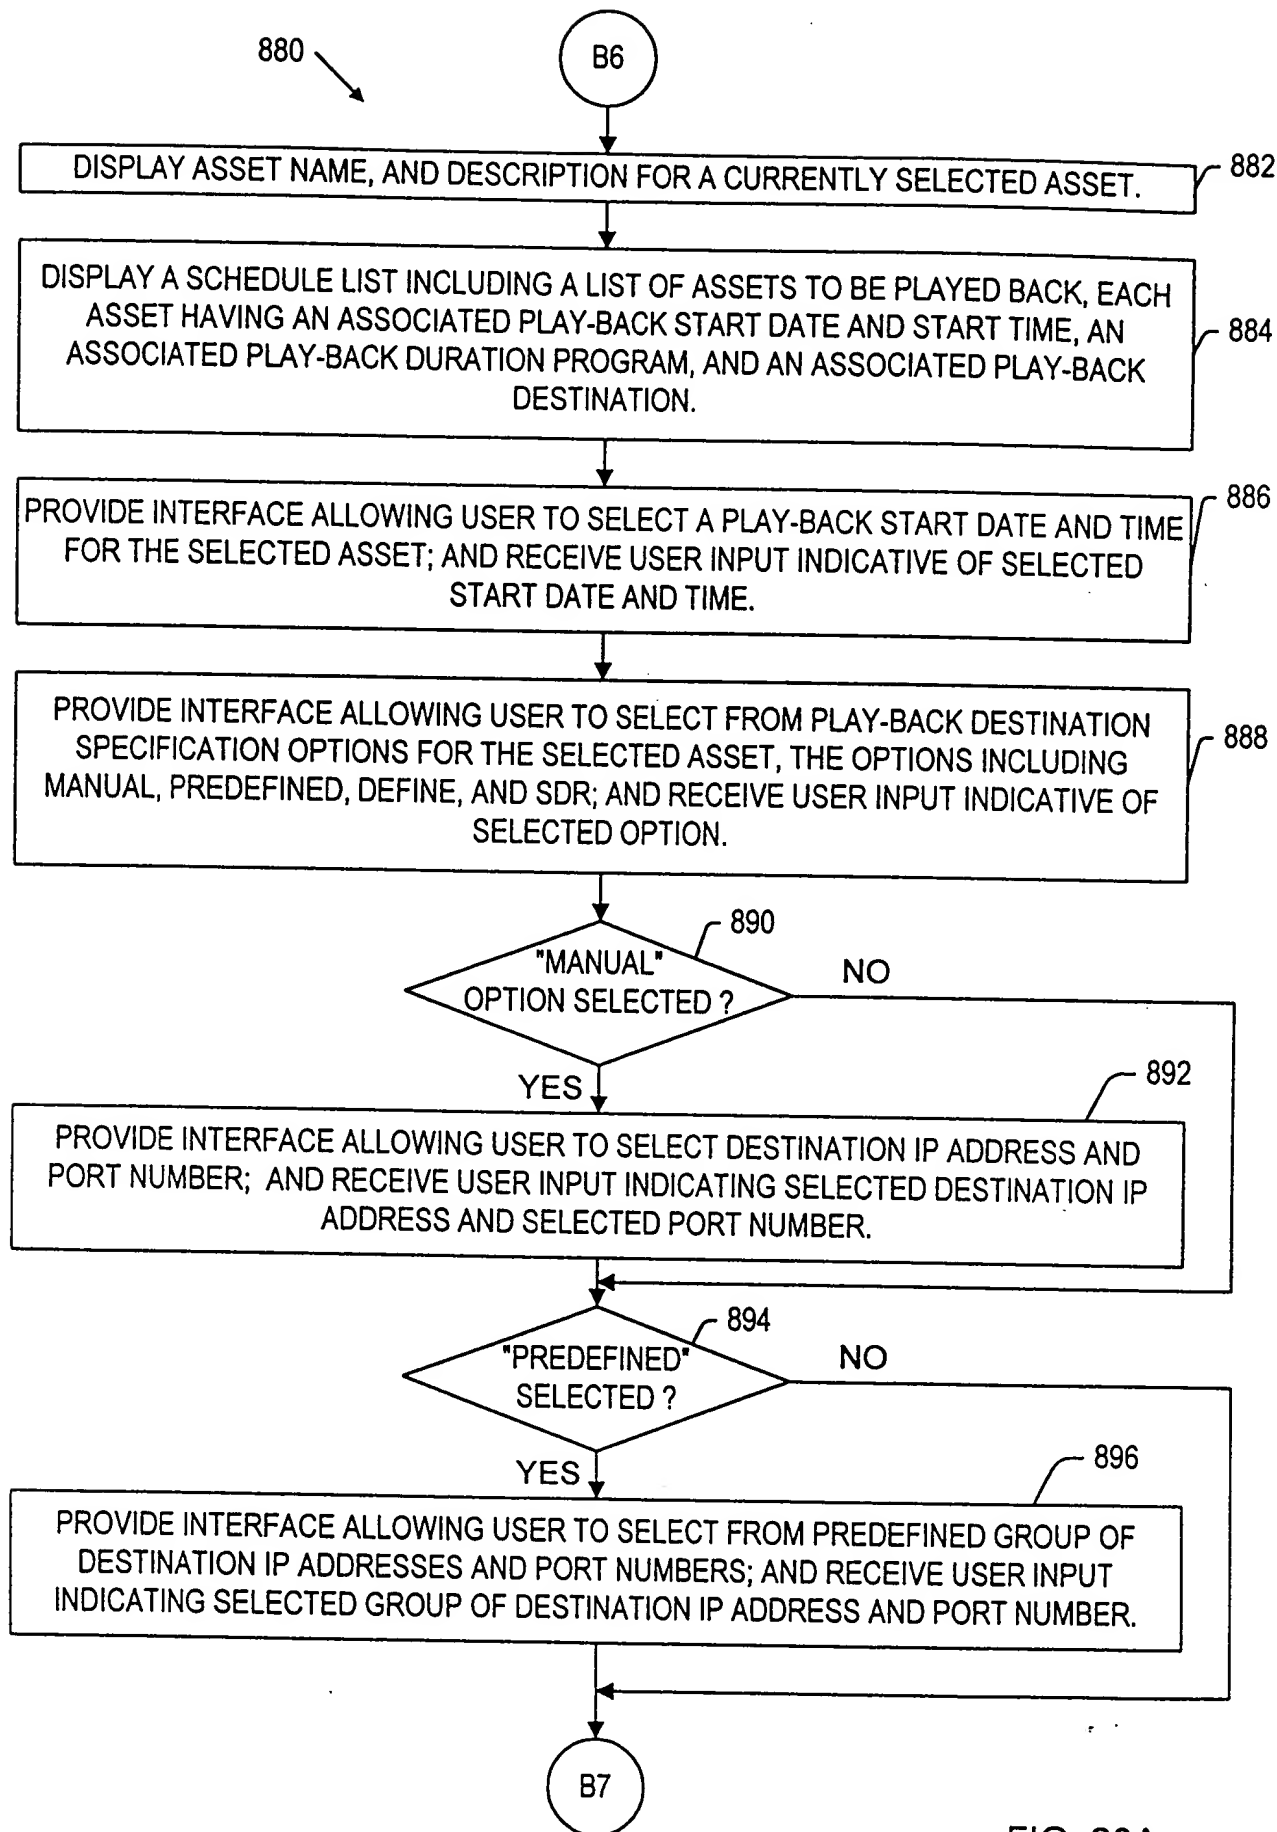 B6
880
DISPLAY ASSET NAME, AND DESCRIPTION FOR A CURRENTLY SELECTED ASSET.
882
DISPLAY A SCHEDULE LIST INCLUDING A LIST OF ASSETS TO BE PLAYED BACK, EACH
ASSET HAVING AN ASSOCIATED PLAY-BACK START DATE AND START TIME, AN
ASSOCIATED PLAY-BACK DURATION PROGRAM, AND AN ASSOCIATED PLAY-BACK
DESTINATION.
884
PROVIDE INTERFACE ALLOWING USER TO SELECT A PLAY-BACK START DATE AND TIME
FOR THE SELECTED ASSET; AND RECEIVE USER INPUT INDICATIVE OF SELECTED
START DATE AND TIME.
886
PROVIDE INTERFACE ALLOWING USER TO SELECT FROM PLAY-BACK DESTINATION
SPECIFICATION OPTIONS FOR THE SELECTED ASSET, THE OPTIONS INCLUDING
MANUAL, PREDEFINED, DEFINE, AND SDR; AND RECEIVE USER INPUT INDICATIVE OF
SELECTED OPTION.
888
890
"MANUAL"
OPTION SELECTED ?
NO
YES
892
PROVIDE INTERFACE ALLOWING USER TO SELECT DESTINATION IP ADDRESS AND
PORT NUMBER; AND RECEIVE USER INPUT INDICATING SELECTED DESTINATION IP
ADDRESS AND SELECTED PORT NUMBER.
894
"PREDEFINED"
SELECTED ?
NO
YES
896
PROVIDE INTERFACE ALLOWING USER TO SELECT FROM PREDEFINED GROUP OF
DESTINATION IP ADDRESSES AND PORT NUMBERS; AND RECEIVE USER INPUT
INDICATING SELECTED GROUP OF DESTINATION IP ADDRESS AND PORT NUMBER.
B7